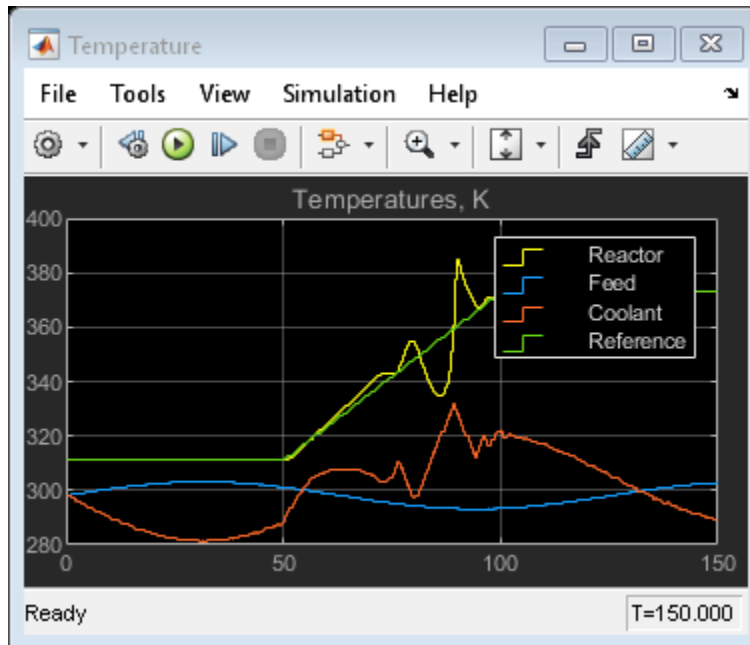 Temperature
File Tools View Simulation Help
Temperatures, K
400
380
360
340
320
300
280
0 50 100 150
Reactor
Feed
Coolant
Reference
Ready T=150.000